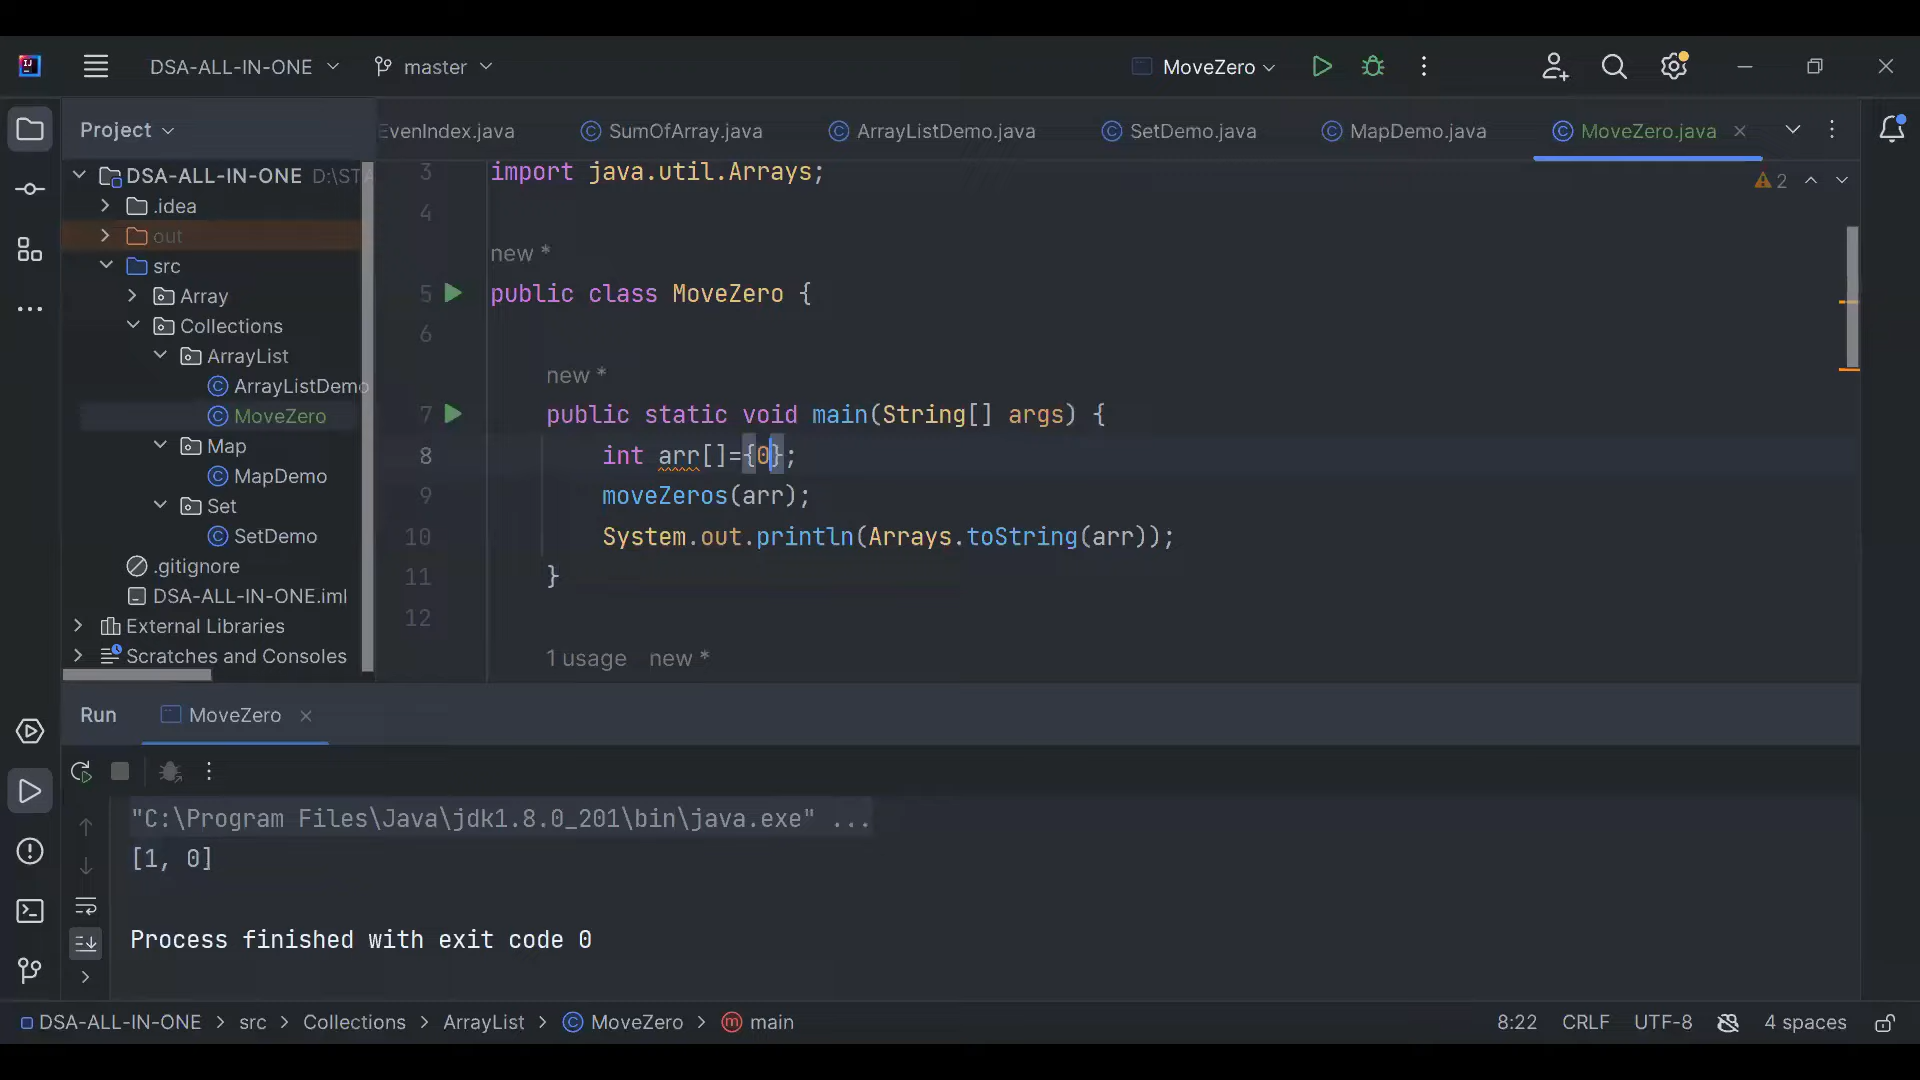 DSA-ALL-IN-ONE
master
MoveZero
Project
EvenIndex.java
SumOfArray.java
ArrayListDemo.java
SetDemo.java
MapDemo.java
MoveZero.java
DSA-ALL-IN-ONE D:\ST
.idea
out
src
Array
Collections
ArrayList
ArrayListDemo
MoveZero
Map
MapDemo
Set
SetDemo
.gitignore
DSA-ALL-IN-ONE.iml
External Libraries
Scratches and Consoles
2
3 import java.util.Arrays;
4
new *
5 public class MoveZero {
6
new *
7 public static void main(String[] args) {
8 int arr[]={0};
9 moveZeros(arr);
10 System.out.println(Arrays.toString(arr));
11 }
12
1 usage new *
Run MoveZero
"C:\Program Files\Java\jdk1.8.0_201\bin\java.exe" ...
[1, 0]
Process finished with exit code 0
DSA-ALL-IN-ONE > src > Collections > ArrayList > MoveZero > main
8:22 CRLF UTF-8 4 spaces